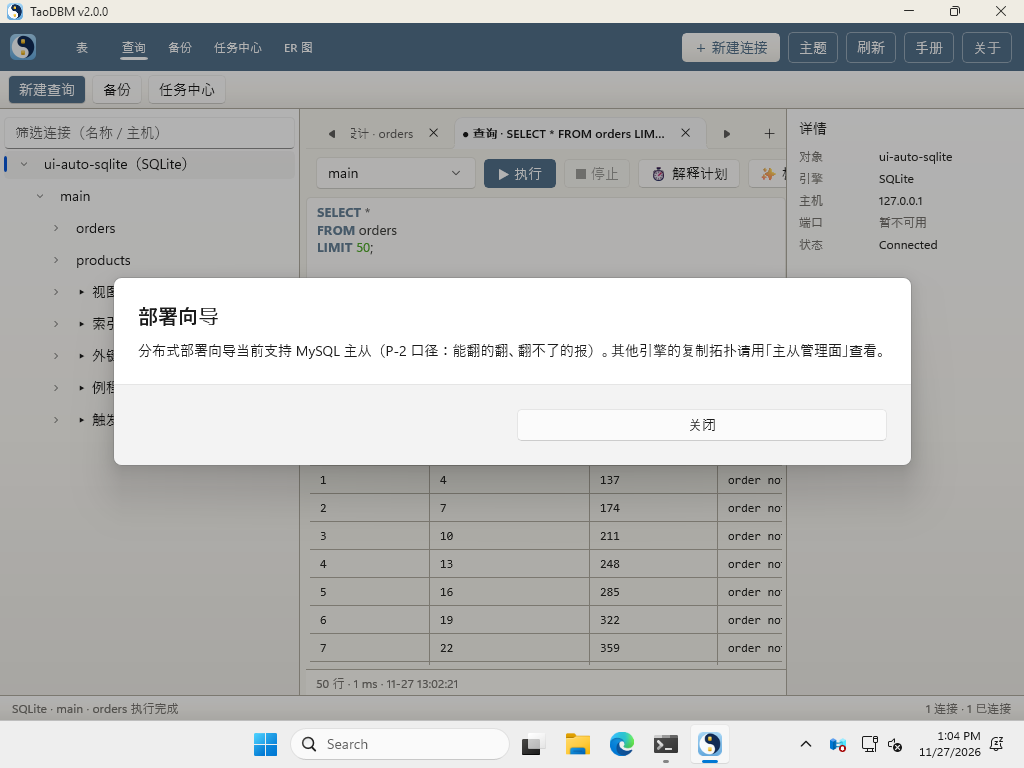 TaoDBM v2.0.0
表 查询 备份 任务中心 ER 图 + 新建连接 主题 刷新 手册 关于
新建查询 备份 任务中心
筛选连接（名称 / 主机）
ui-auto-sqlite（SQLite）
main
orders
products
视图
索引
外键
例程
触发
设计 · orders
● 查询 · SELECT * FROM orders LIM...
main 执行 停止 解释计划
SELECT *
FROM orders
LIMIT 50;
详情
对象 ui-auto-sqlite
引擎 SQLite
主机 127.0.0.1
端口 暂不可用
状态 Connected
部署向导
分布式部署向导当前支持 MySQL 主从（P-2 口径：能翻的翻、翻不了的报）。其他引擎的复制拓扑请用「主从管理面」查看。
关闭
1 4 137 order no
2 7 174 order no
3 10 211 order no
4 13 248 order no
5 16 285 order no
6 19 322 order no
7 22 359 order no
50 行 · 1 ms · 11-27 13:02:21
SQLite · main · orders 执行完成
1 连接 · 1 已连接
Search
1:04 PM
11/27/2026